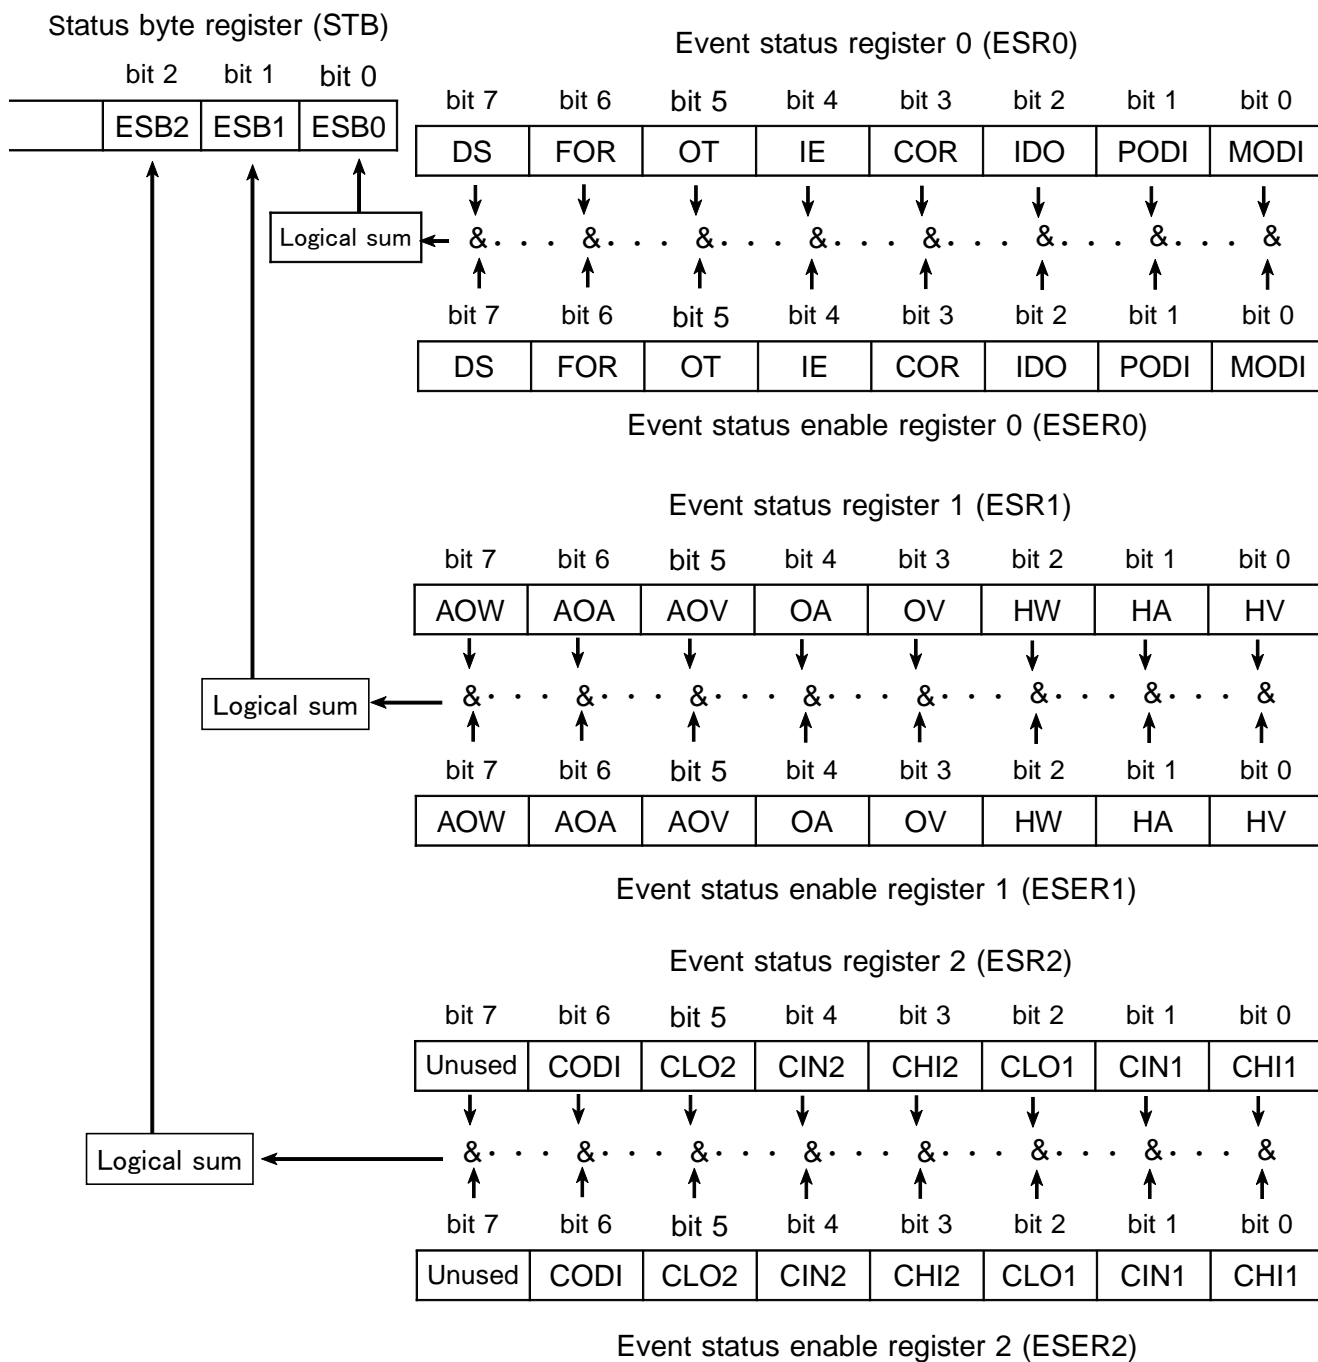 Status byte register (STB)
bit 2 bit 1 bit 0
ESB2 ESB1 ESB0
Event status register 0 (ESR0)
bit 7 bit 6 bit 5 bit 4 bit 3 bit 2 bit 1 bit 0
DS FOR OT IE COR IDO PODI MODI
Logical sum & . . . & . . . & . . . & . . . & . . . & . . . & . . . &
bit 7 bit 6 bit 5 bit 4 bit 3 bit 2 bit 1 bit 0
DS FOR OT IE COR IDO PODI MODI
Event status enable register 0 (ESER0)
Event status register 1 (ESR1)
bit 7 bit 6 bit 5 bit 4 bit 3 bit 2 bit 1 bit 0
AOW AOA AOV OA OV HW HA HV
Logical sum & . . . & . . . & . . . & . . . & . . . & . . . & . . . &
bit 7 bit 6 bit 5 bit 4 bit 3 bit 2 bit 1 bit 0
AOW AOA AOV OA OV HW HA HV
Event status enable register 1 (ESER1)
Event status register 2 (ESR2)
bit 7 bit 6 bit 5 bit 4 bit 3 bit 2 bit 1 bit 0
Unused CODI CLO2 CIN2 CHI2 CLO1 CIN1 CHI1
Logical sum & . . . & . . . & . . . & . . . & . . . & . . . & . . . &
bit 7 bit 6 bit 5 bit 4 bit 3 bit 2 bit 1 bit 0
Unused CODI CLO2 CIN2 CHI2 CLO1 CIN1 CHI1
Event status enable register 2 (ESER2)